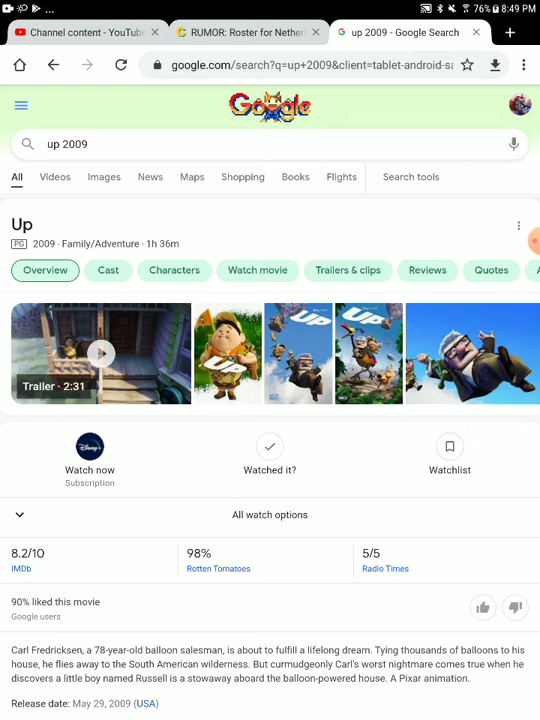 ... 76% 8:49 PM
Channel content - YouTube
RUMOR: Roster for Nether
up 2009 - Google Search
google.com/search?q=up+2009&client=tablet-android-sa
Google
up 2009
All Videos Images News Maps Shopping Books Flights Search tools
Up
PG 2009 · Family/Adventure · 1h 36m
Overview Cast Characters Watch movie Trailers & clips Reviews Quotes
UP UP UP
Trailer · 2:31
Disney+
Watch now Watched it? Watchlist
Subscription
All watch options
8.2/10 98% 5/5
IMDb Rotten Tomatoes Radio Times
90% liked this movie
Google users
Carl Fredricksen, a 78-year-old balloon salesman, is about to fulfill a lifelong dream. Tying thousands of balloons to his
house, he flies away to the South American wilderness. But curmudgeonly Carl's worst nightmare comes true when he
discovers a little boy named Russell is a stowaway aboard the balloon-powered house. A Pixar animation.
Release date: May 29, 2009 (USA)